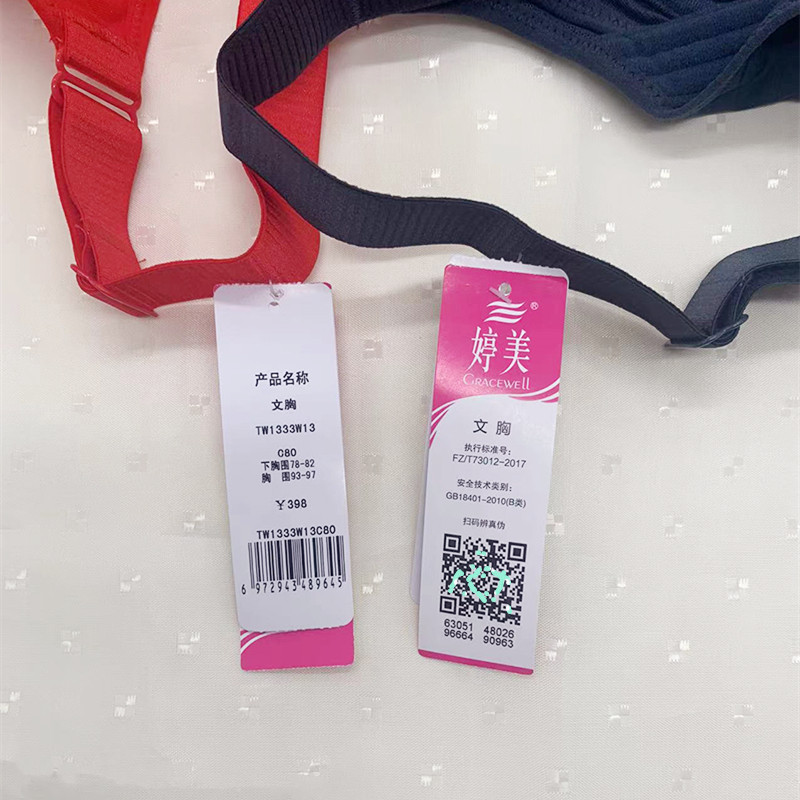 产品名称
文胸
TW1333W13
C80
下胸围78-82
胸 围93-97
￥398
TW1333W13C80
6 972943 489645
®
婷美
GRACEWELL
文胸
执行标准号:
FZ/T73012-2017
安全技术类别:
GB18401-2010(B类)
扫码辨真伪
63051 48026
96664 90963